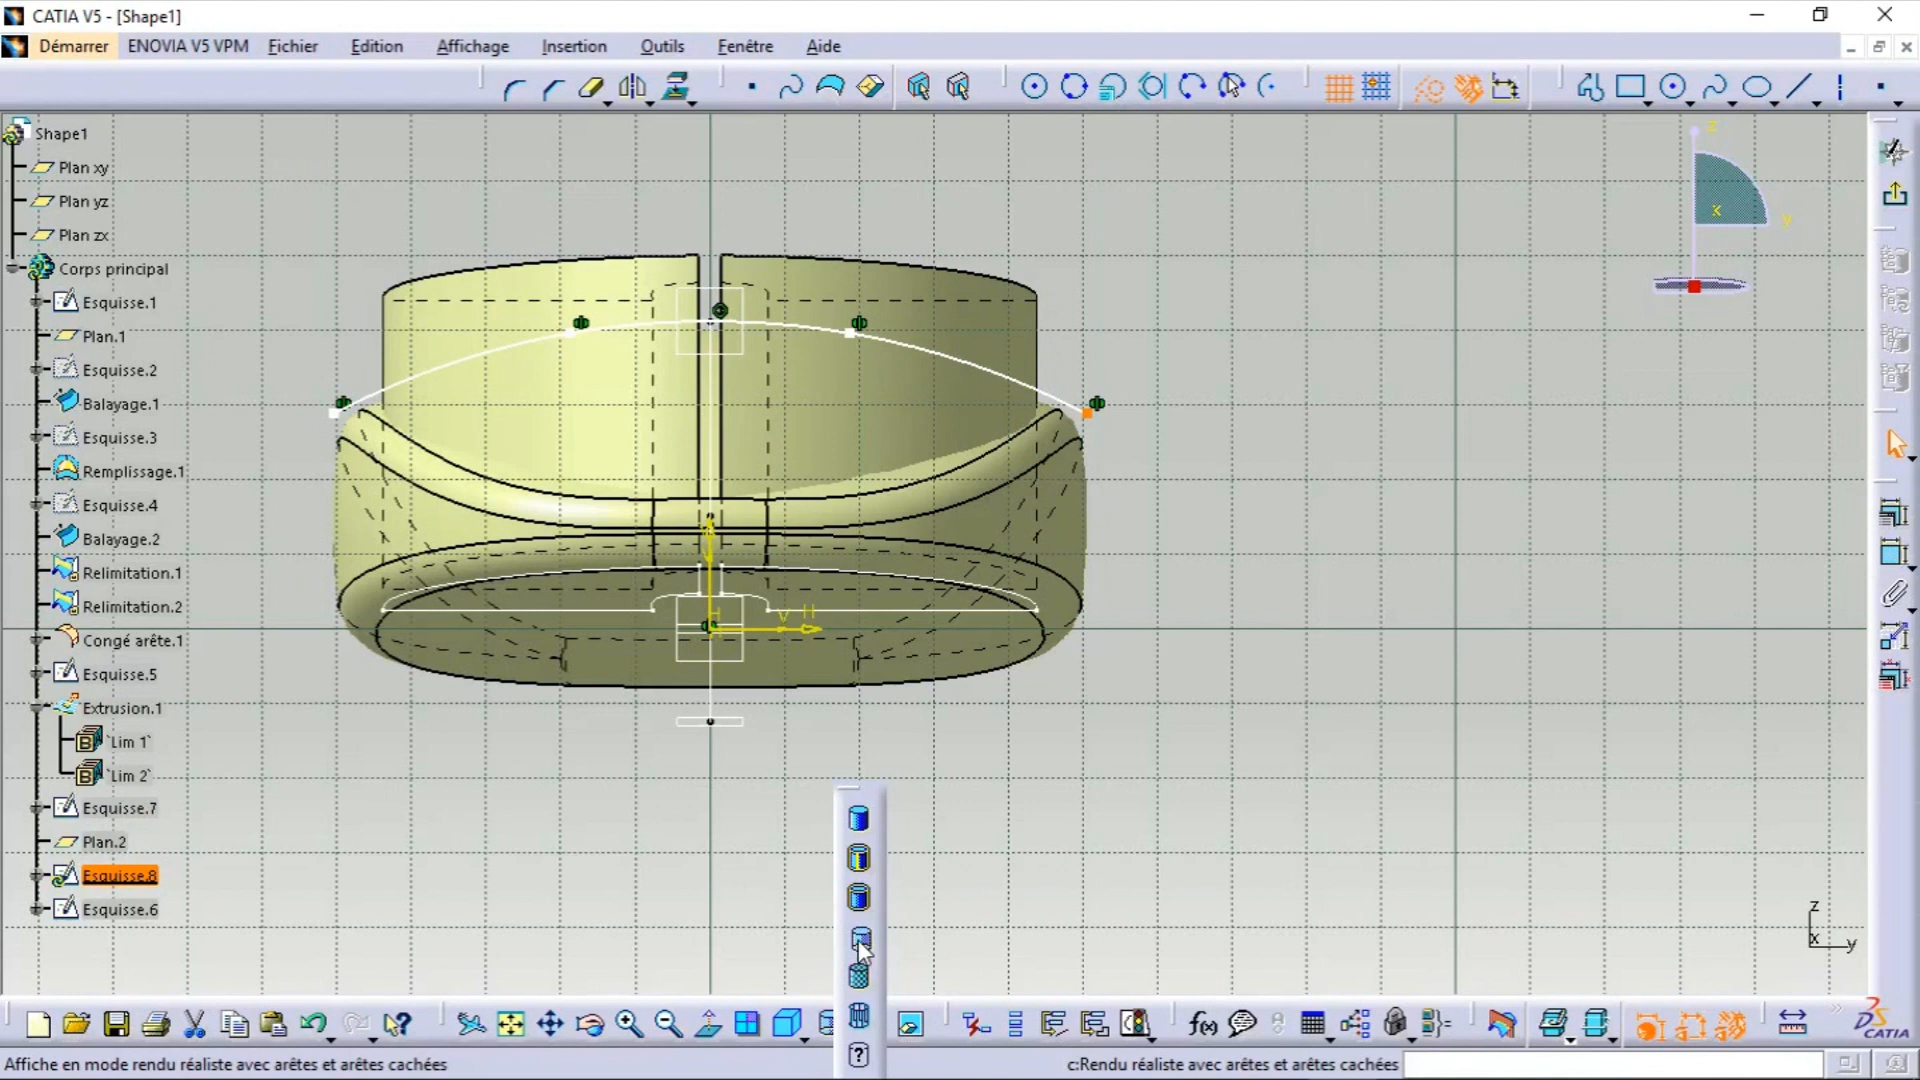 CATIA V5 - [Shape1]
Démarrer ENOVIA V5 VPM Fichier Edition Affichage Insertion Outils Fenêtre Aide
Shape1
Plan xy
Plan yz
Plan zx
Corps principal
Esquisse.1
Plan.1
Esquisse.2
Balayage.1
Esquisse.3
Remplissage.1
Esquisse.4
Balayage.2
Relimitation.1
Relimitation.2
Congé arête.1
Esquisse.5
Extrusion.1
`Lim 1`
`Lim 2`
Esquisse.7
Plan.2
Esquisse.8
Esquisse.6
z
x
y
H
V H
z
x
y
f(x)
DS
CATIA
Affiche en mode rendu réaliste avec arêtes et arêtes cachées
c:Rendu réaliste avec arêtes et arêtes cachées